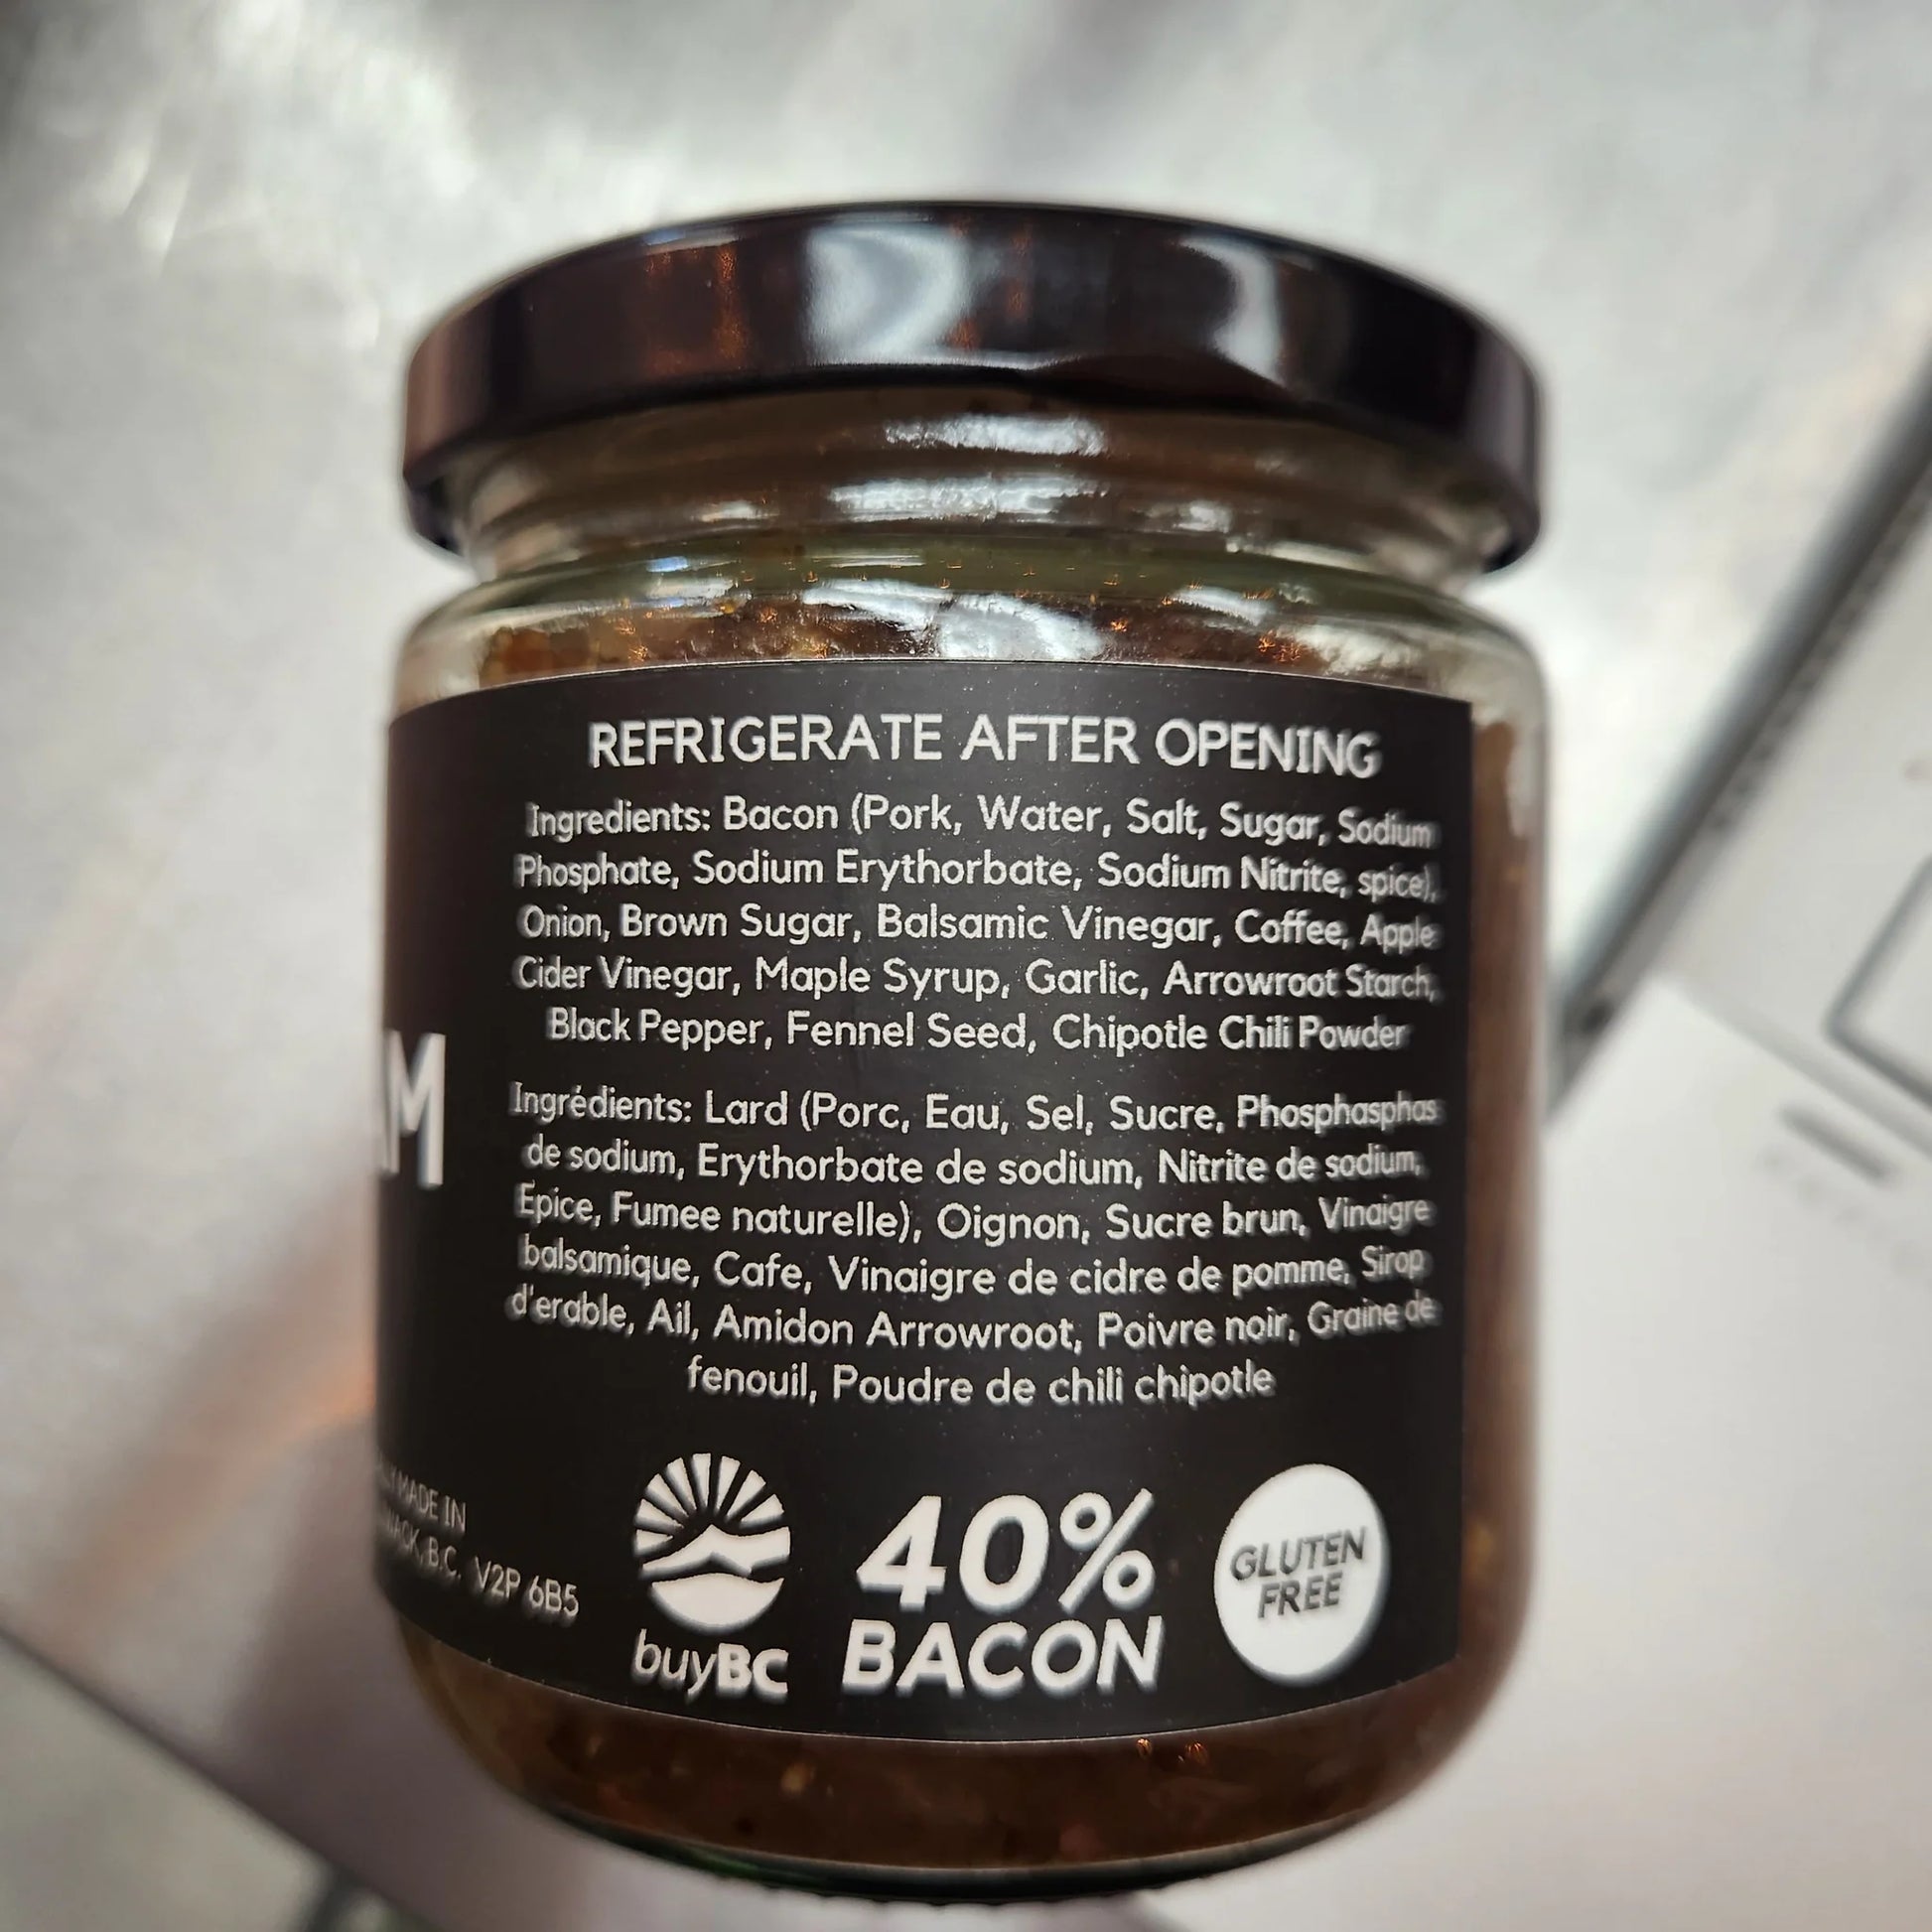 REFRIGERATE AFTER OPENING
Ingredients: Bacon (Pork, Water, Salt, Sugar, Sodium
Phosphate, Sodium Erythorbate, Sodium Nitrite, spice),
Onion, Brown Sugar, Balsamic Vinegar, Coffee, Apple
Cider Vinegar, Maple Syrup, Garlic, Arrowroot Starch,
Black Pepper, Fennel Seed, Chipotle Chili Powder
Ingrédients: Lard (Porc, Eau, Sel, Sucre, Phosphasphas
de sodium, Erythorbate de sodium, Nitrite de sodium,
Epice, Fumee naturelle), Oignon, Sucre brun, Vinaigre
balsamique, Cafe, Vinaigre de cidre de pomme, Sirop
d'erable, Ail, Amidon Arrowroot, Poivre noir, Graine de
fenouil, Poudre de chili chipotle
MADE IN
B.C. V2P 6B5
buyBC
40%
BACON
GLUTEN
FREE